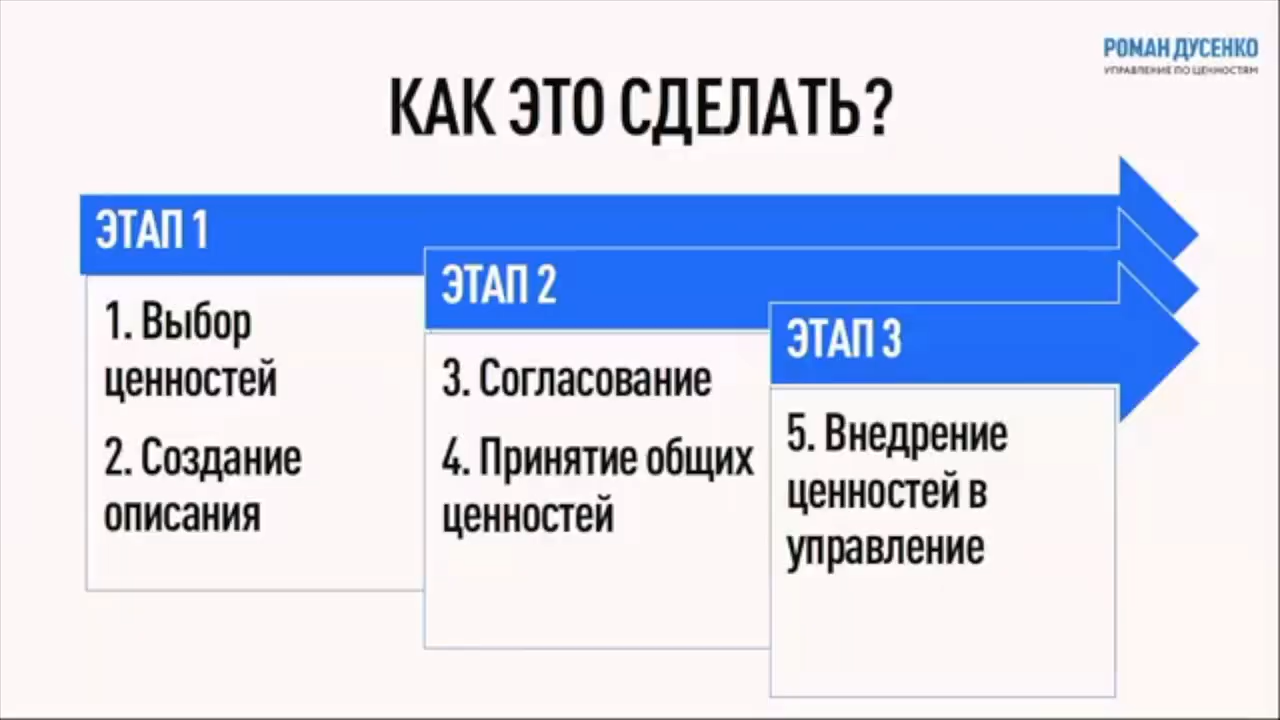 РОМАН ДУСЕНКО
УПРАВЛЕНИЕ ПО ЦЕННОСТЯМ
КАК ЭТО СДЕЛАТЬ?
ЭТАП 1
1. Выбор
ценностей
2. Создание
описания
ЭТАП 2
3. Согласование
4. Принятие общих
ценностей
ЭТАП 3
5. Внедрение
ценностей в
управление